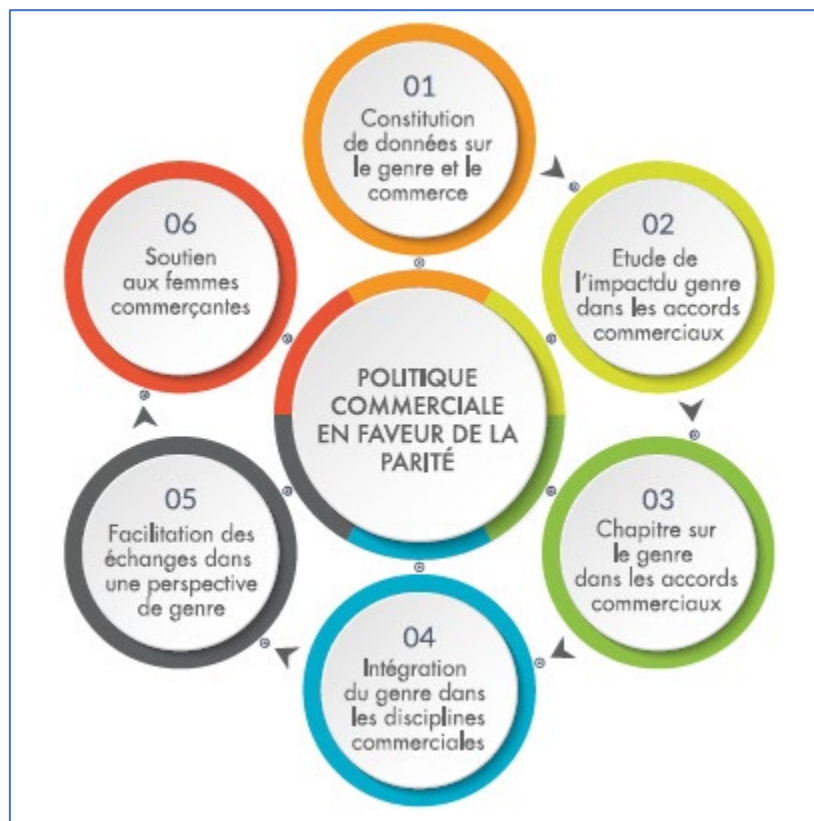 01
Constitution
de données sur
le genre et le
commerce
02
Etude de
l'impactdu genre
dans les accords
commerciaux
03
Chapitre sur
le genre
dans les accords
commerciaux
04
Intégration
du genre dans
les disciplines
commerciales
05
Facilitation des
échanges dans
une perspective
de genre
06
Soutien
aux femmes
commerçantes
POLITIQUE
COMMERCIALE
EN FAVEUR DE LA
PARITÉ